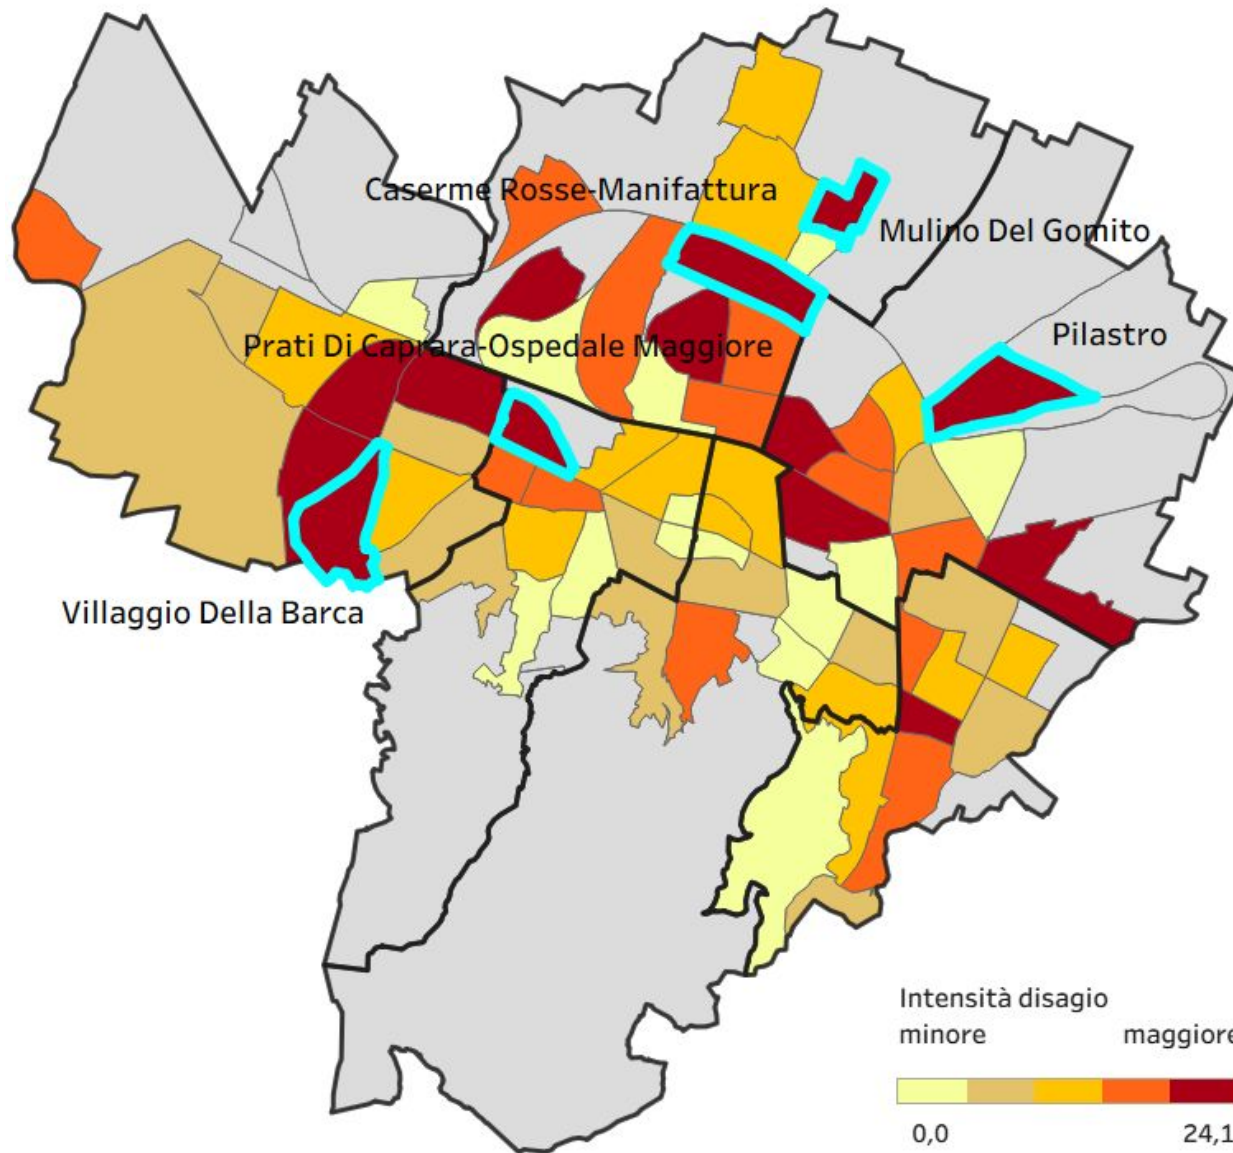 Caserme Rosse-Manifattura
Mulino Del Gomito
Pilastro
Prati Di Caprara-Ospedale Maggiore
Villaggio Della Barca
Intensità disagio
minore maggiore
0,0 24,1